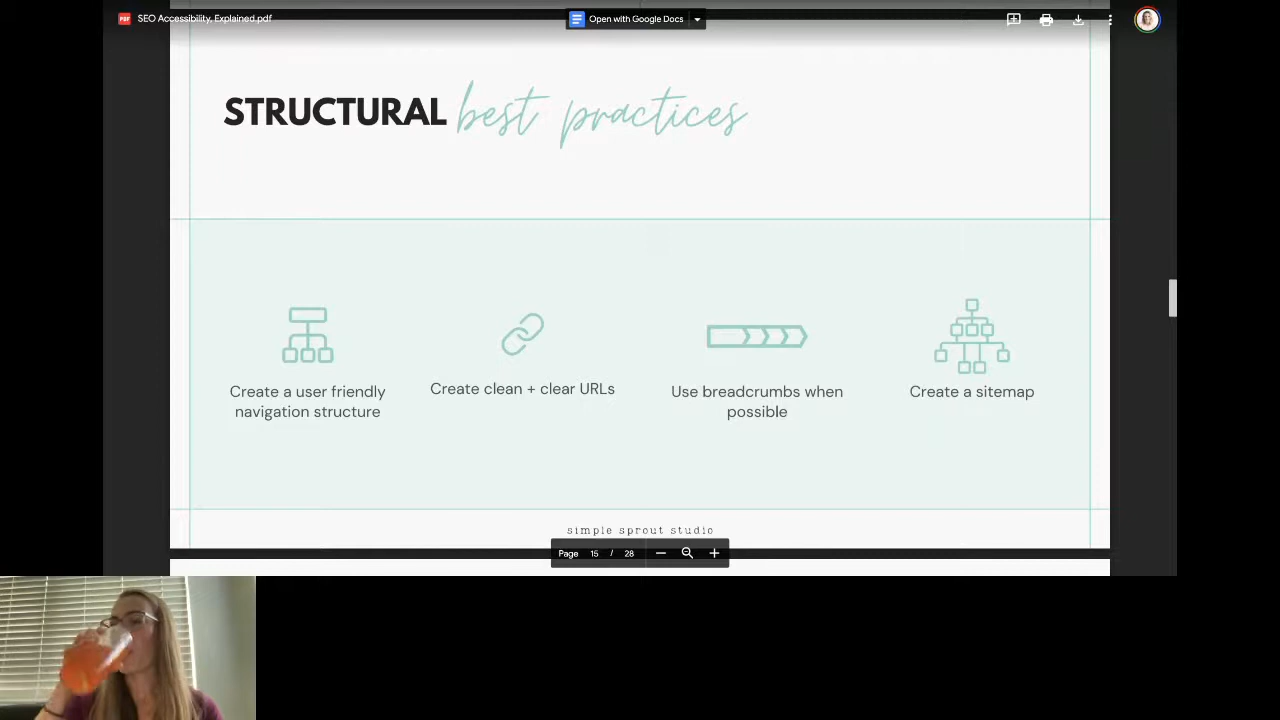 SEO Accessibility, Explained.pdf
Open with Google Docs
STRUCTURAL best practices
Create a user friendly
navigation structure
Create clean + clear URLs
Use breadcrumbs when
possible
Create a sitemap
simple sprout studio
Page 15 / 28